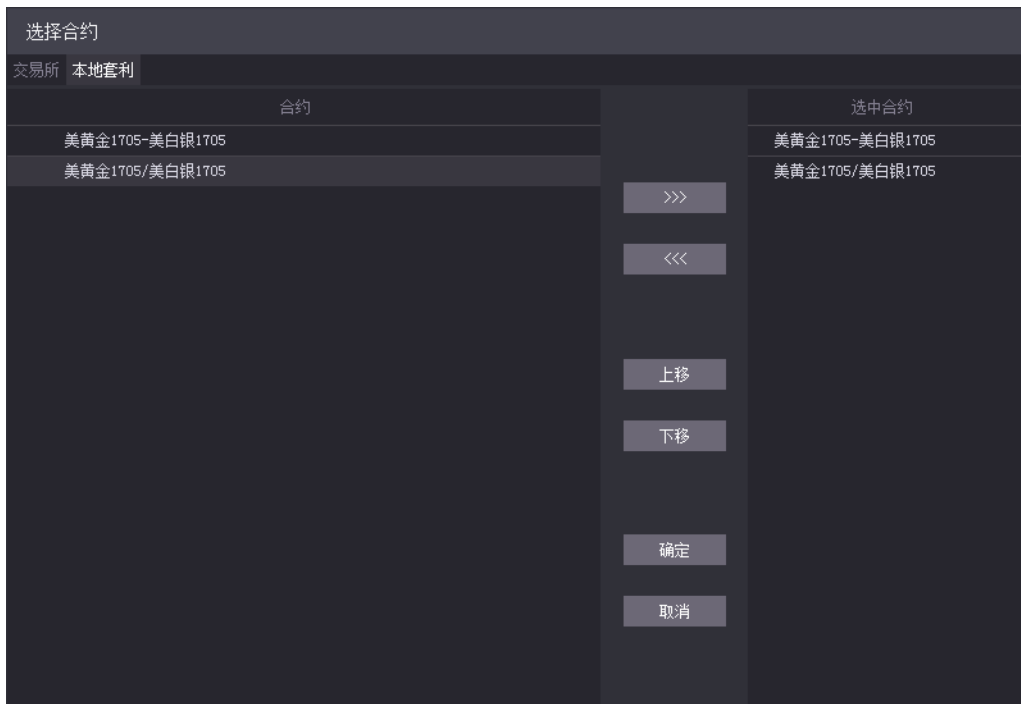 选择合约
交易所 本地套利
合约
选中合约
美黄金1705-美白银1705
美黄金1705-美白银1705
美黄金1705/美白银1705
美黄金1705/美白银1705
>>>
<<<
上移
下移
确定
取消